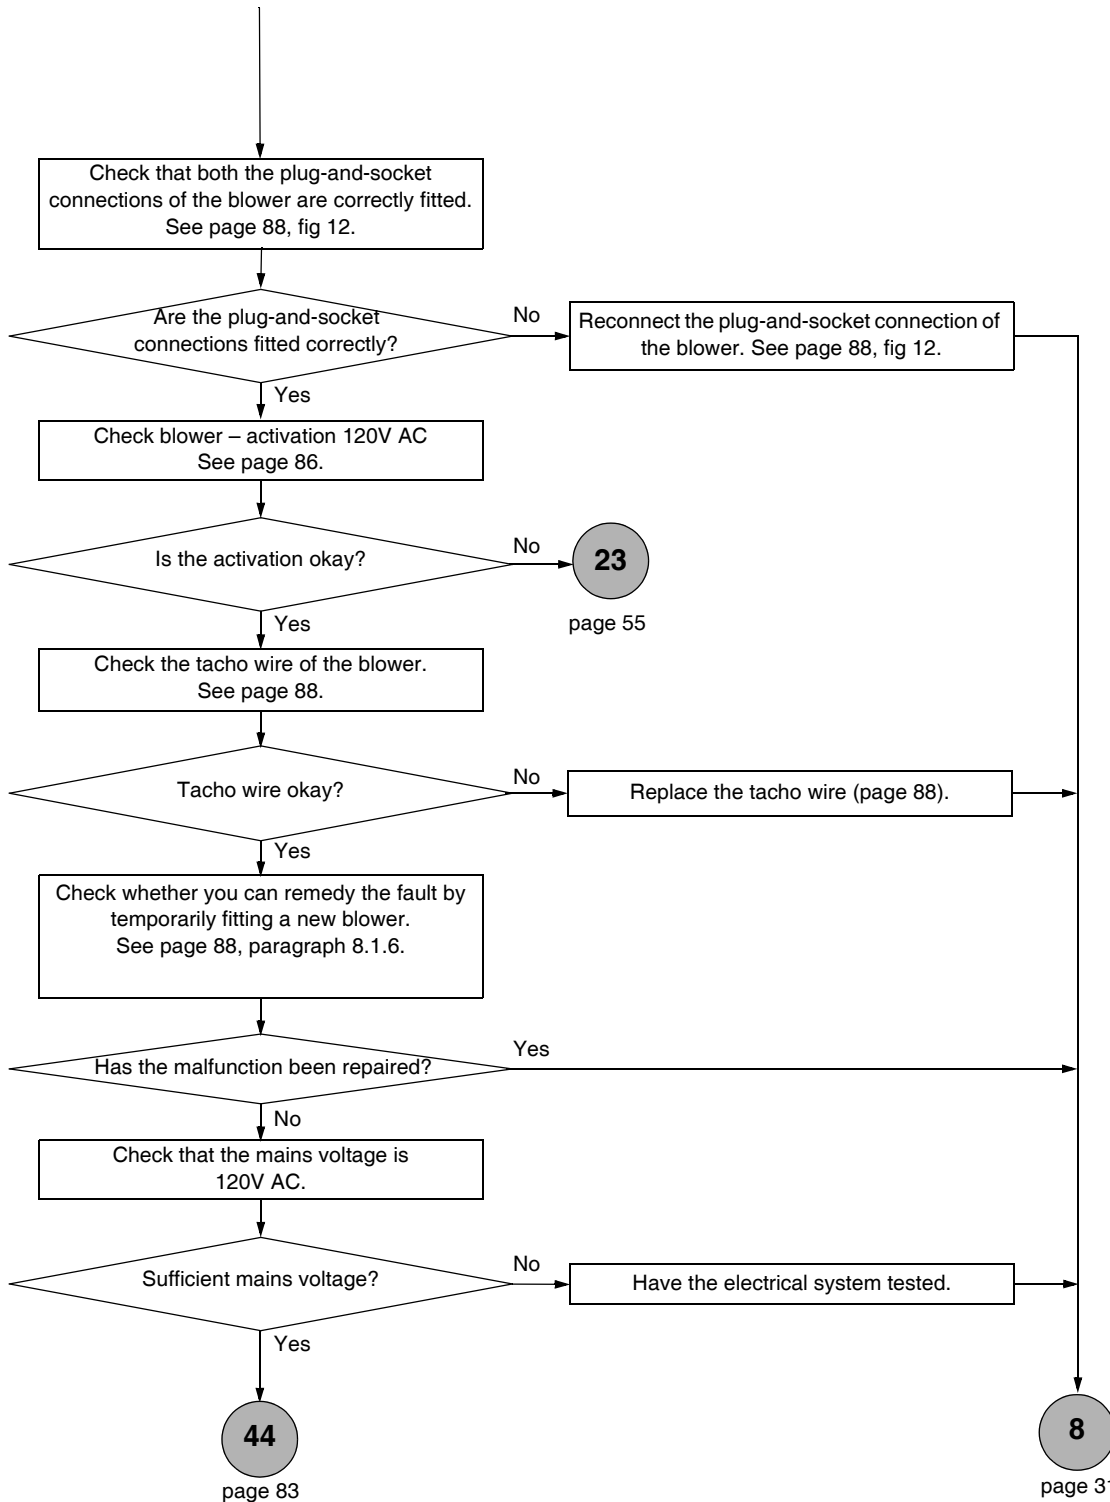 Check that both the plug-and-socket
connections of the blower are correctly fitted.
See page 88, fig 12.
Are the plug-and-socket
connections fitted correctly?
No
Reconnect the plug-and-socket connection of
the blower. See page 88, fig 12.
Yes
Check blower – activation 120V AC
See page 86.
Is the activation okay?
No
23
page 55
Yes
Check the tacho wire of the blower.
See page 88.
Tacho wire okay?
No
Replace the tacho wire (page 88).
Yes
Check whether you can remedy the fault by
temporarily fitting a new blower.
See page 88, paragraph 8.1.6.
Has the malfunction been repaired?
Yes
No
Check that the mains voltage is
120V AC.
Sufficient mains voltage?
No
Have the electrical system tested.
Yes
44
page 83
8
page 31